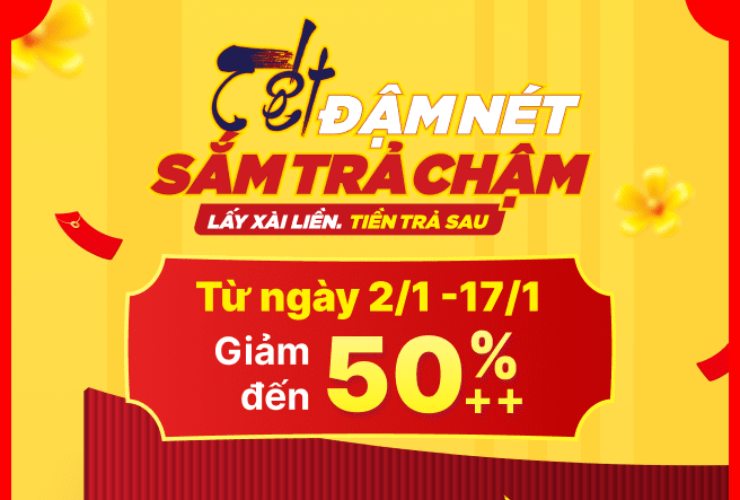 Tết ĐẬM NÉT
SẮM TRẢ CHẬM
LẤY XÀI LIỀN. TIỀN TRẢ SAU
Từ ngày 2/1 -17/1
Giảm đến 50%++